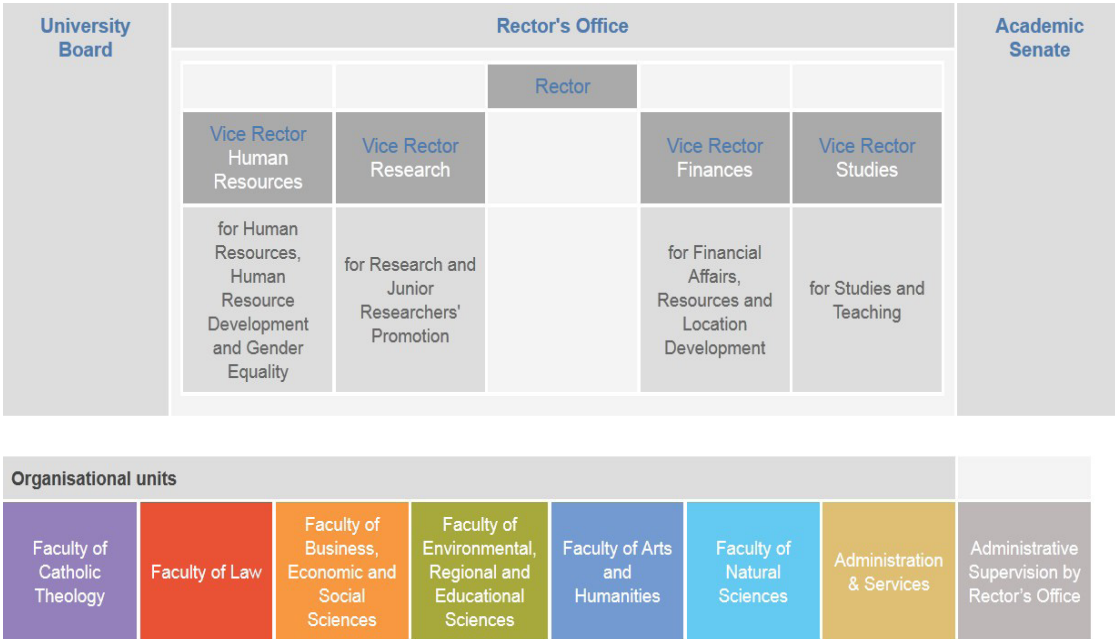 University
Board
Rector's Office
Academic
Senate
Rector
Vice Rector
Human
Resources
Vice Rector
Research
Vice Rector
Finances
Vice Rector
Studies
for Human
Resources,
Human
Resource
Development
and Gender
Equality
for Research and
Junior
Researchers'
Promotion
for Financial
Affairs,
Resources and
Location
Development
for Studies and
Teaching
Organisational units
Faculty of
Catholic
Theology
Faculty of Law
Faculty of
Business,
Economic and
Social
Sciences
Faculty of
Environmental,
Regional and
Educational
Sciences
Faculty of Arts
and
Humanities
Faculty of
Natural
Sciences
Administration
& Services
Administrative
Supervision by
Rector’s Office